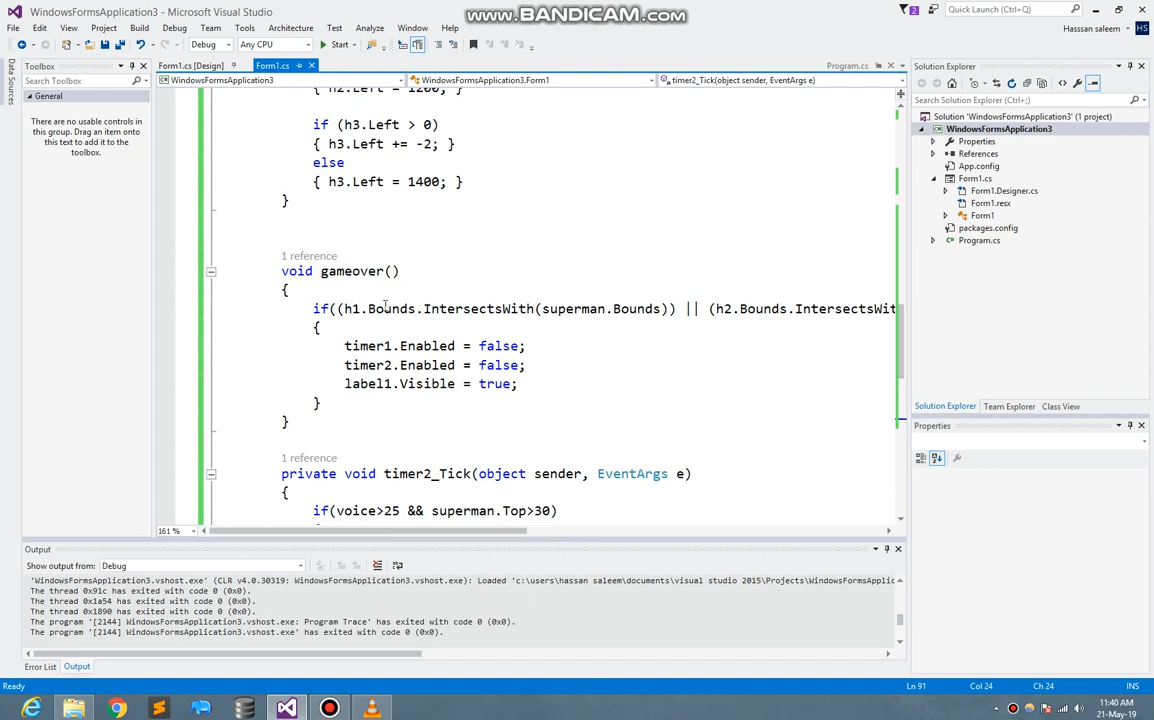 WindowsFormsApplication3 - Microsoft Visual Studio
www.BANDICAM.com
2
Quick Launch (Ctrl+Q)
File Edit View Project Build Debug Team Tools Architecture Test Analyze Window Help
Hasssan saleem
HS
Debug Any CPU Start
Data Sources
Toolbox
Form1.cs [Design]
Form1.cs
Program.cs
Solution Explorer
Search Toolbox
WindowsFormsApplication3
WindowsFormsApplication3.Form1
timer2_Tick(object sender, EventArgs e)
General
There are no usable controls in
this group. Drag an item onto
this text to add it to the
toolbox.
{ h2.Left = 1200; }
if (h3.Left > 0)
{ h3.Left += -2; }
else
{ h3.Left = 1400; }
}
1 reference
void gameover()
{
if((h1.Bounds.IntersectsWith(superman.Bounds)) || (h2.Bounds.IntersectsWit
{
timer1.Enabled = false;
timer2.Enabled = false;
label1.Visible = true;
}
}
1 reference
private void timer2_Tick(object sender, EventArgs e)
{
if(voice>25 && superman.Top>30)
161 %
Search Solution Explorer (Ctrl+;)
Solution 'WindowsFormsApplication3' (1 project)
WindowsFormsApplication3
Properties
References
App.config
Form1.cs
Form1.Designer.cs
Form1.resx
Form1
packages.config
Program.cs
Solution Explorer Team Explorer Class View
Properties
Output
Show output from: Debug
'WindowsFormsApplication3.vshost.exe' (CLR v4.0.30319: WindowsFormsApplication3.vshost.exe): Loaded 'c:\users\hassan saleem\documents\visual studio 2015\Projects\WindowsFormsApplic
The thread 0x91c has exited with code 0 (0x0).
The thread 0x1a54 has exited with code 0 (0x0).
The thread 0x1890 has exited with code 0 (0x0).
The program '[2144] WindowsFormsApplication3.vshost.exe: Program Trace' has exited with code 0 (0x0).
The program '[2144] WindowsFormsApplication3.vshost.exe' has exited with code 0 (0x0).
Error List Output
Ready
Ln 91 Col 24 Ch 24 INS
11:40 AM
21-May-19